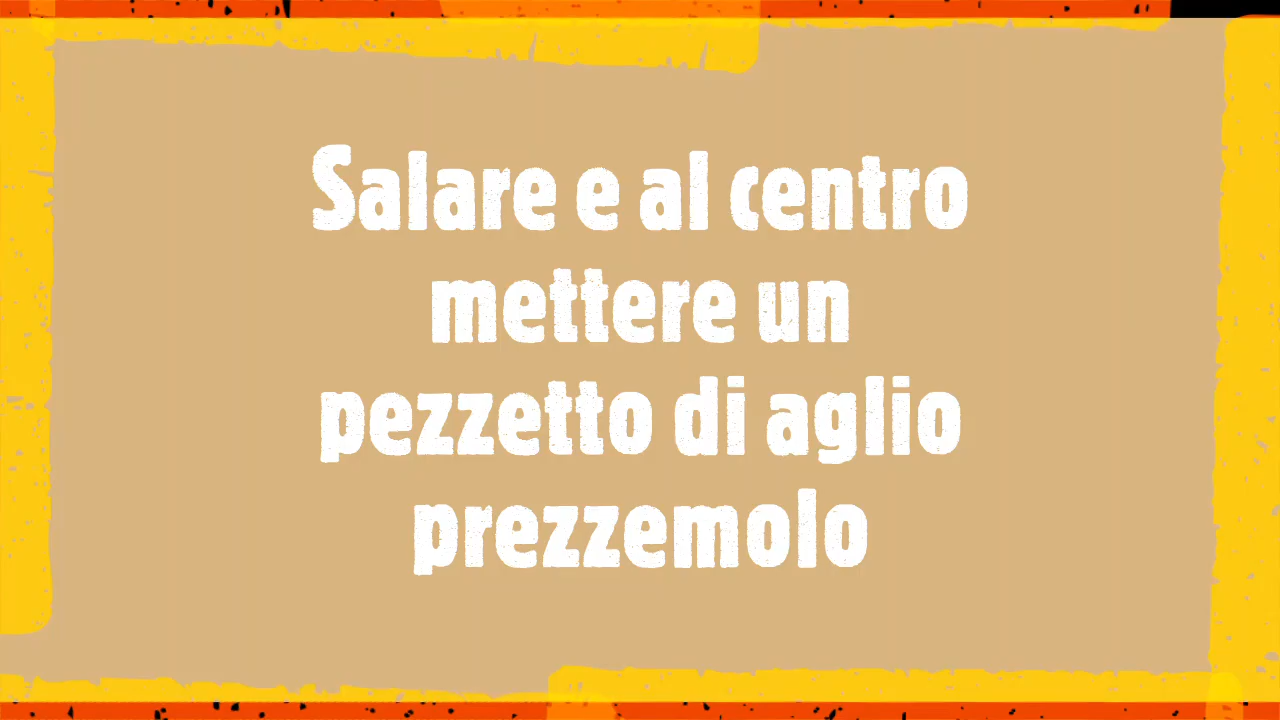 Salare e al centro
mettere un
pezzetto di aglio
prezzemolo